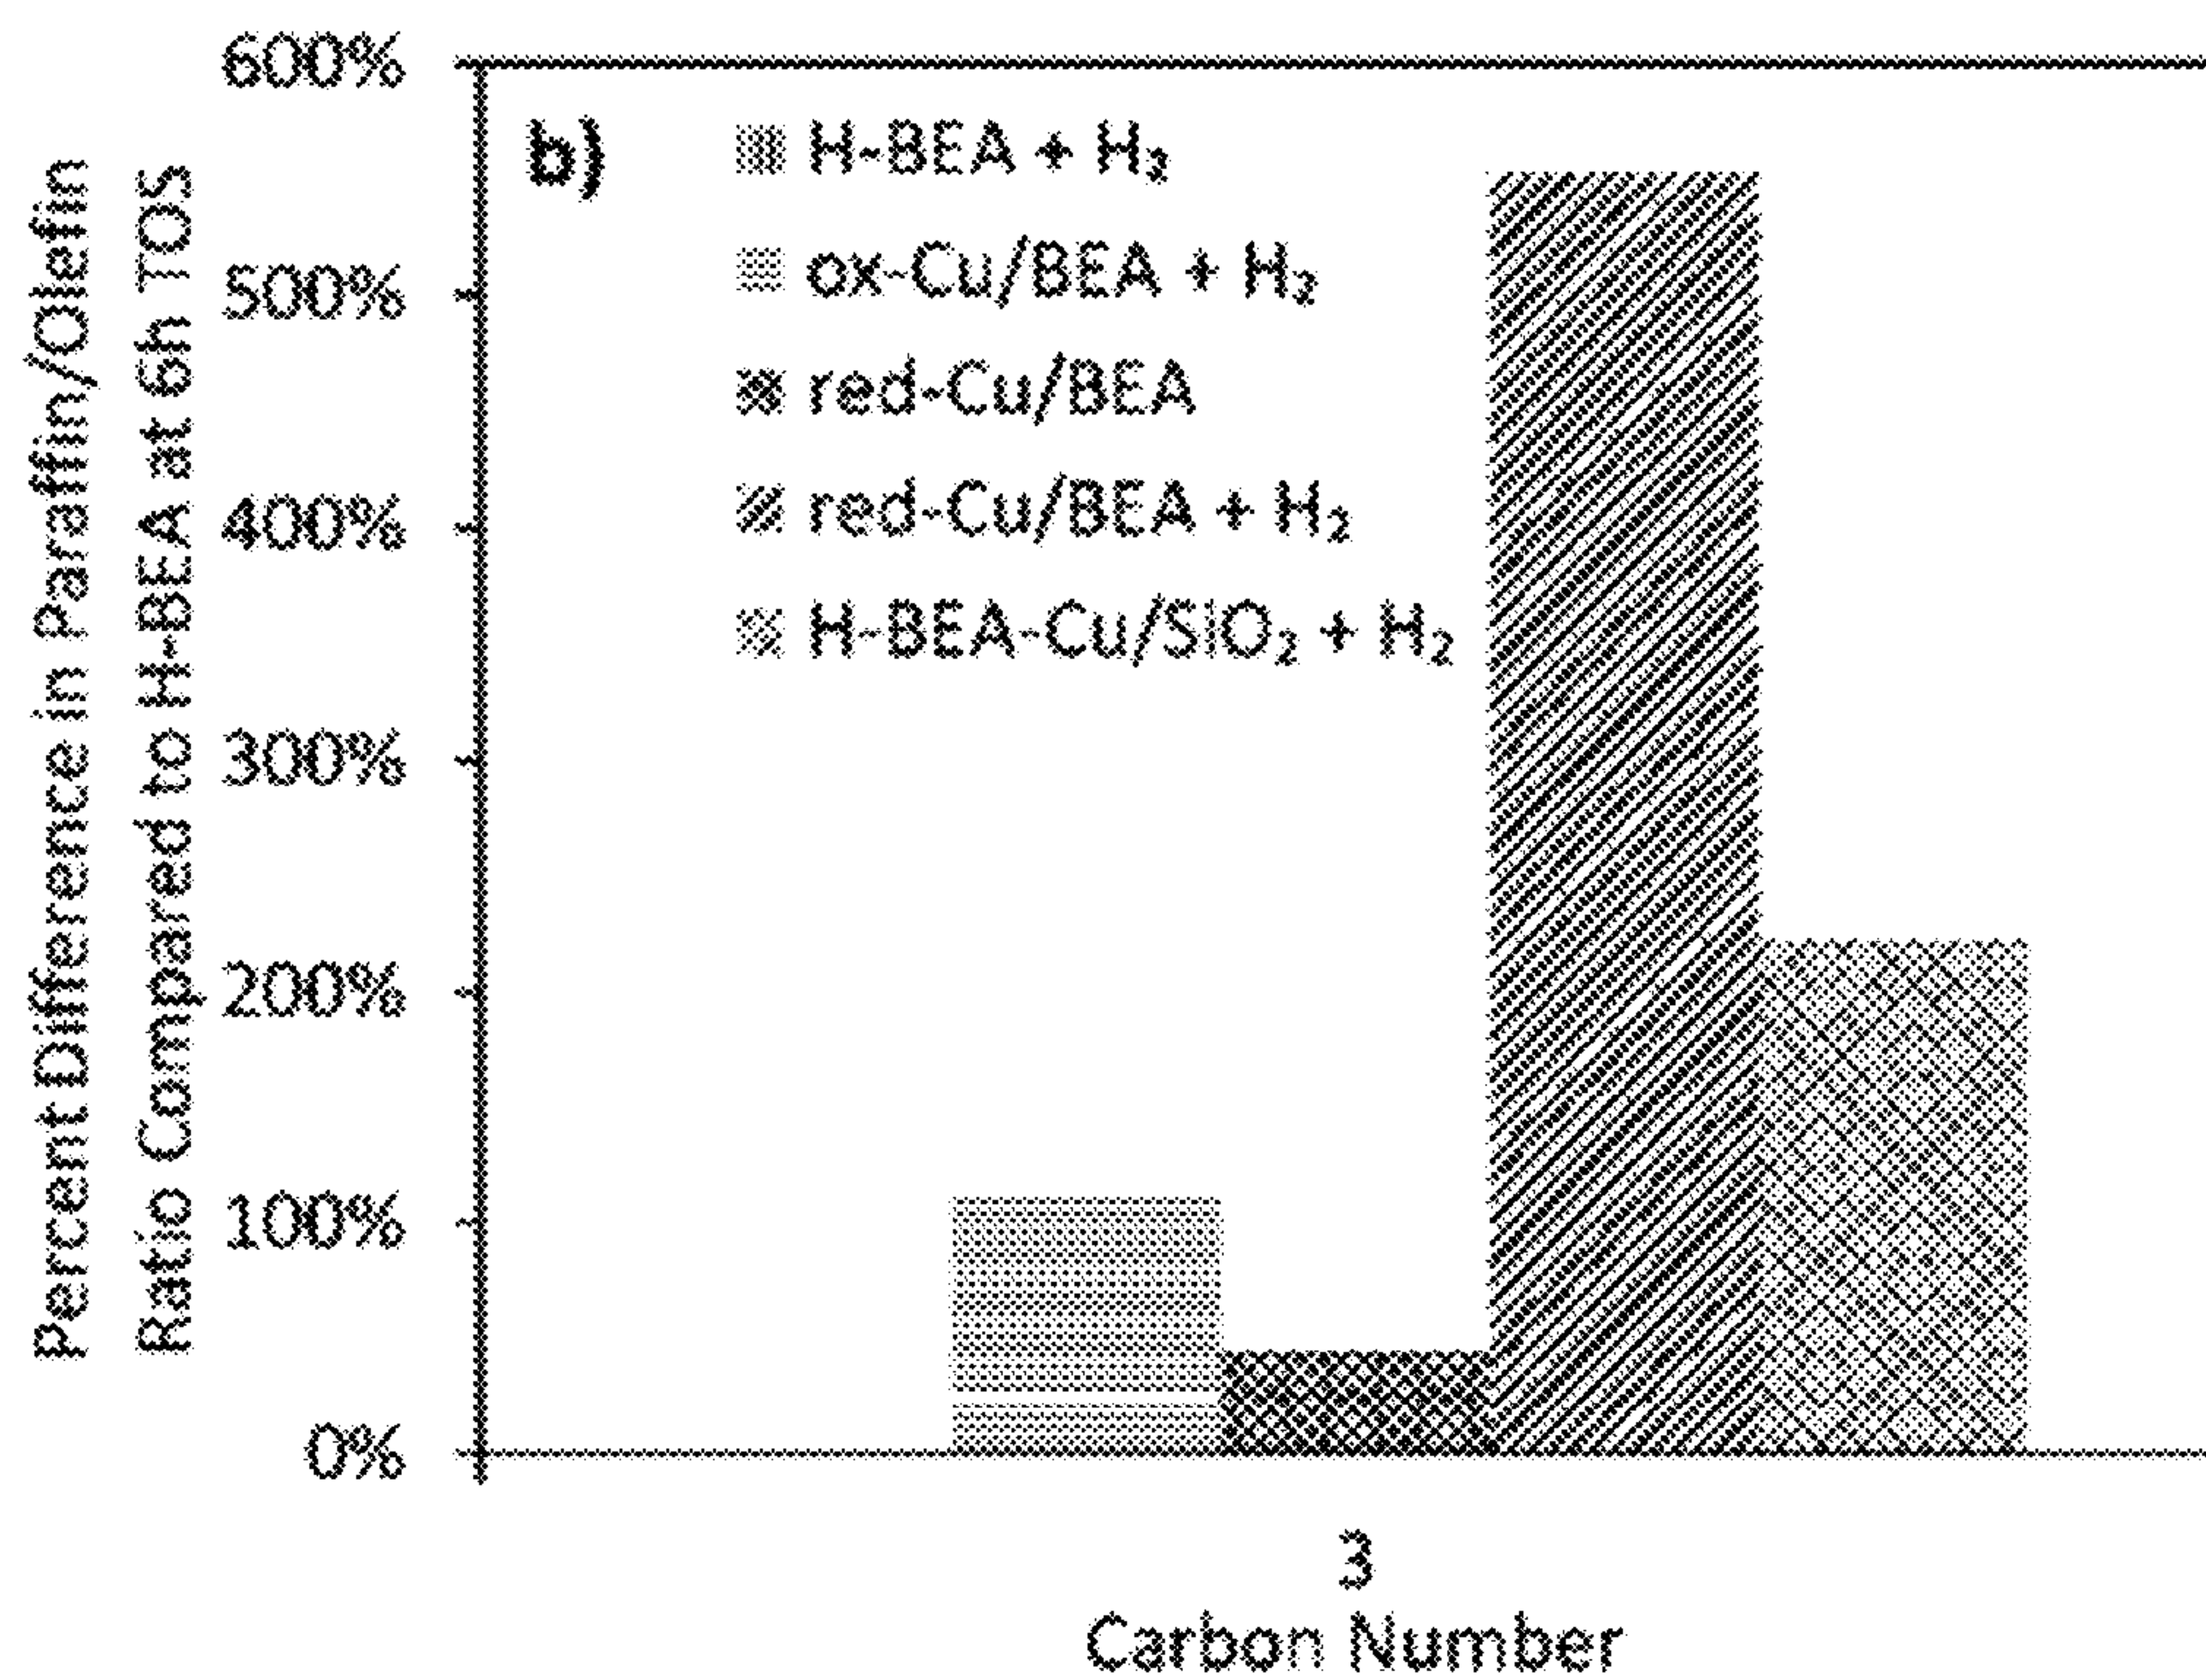 Percent Difference in Paraffin/Olefin
Ratio Compared to H-BEA at 6h TOS
600%
500%
400%
300%
200%
100%
0%
b)
H-BEA + H₃
ox-Cu/BEA + H₂
red-Cu/BEA
red-Cu/BEA + H₂
H-BEA-Cu/SiO₂ + H₂
3
Carbon Number